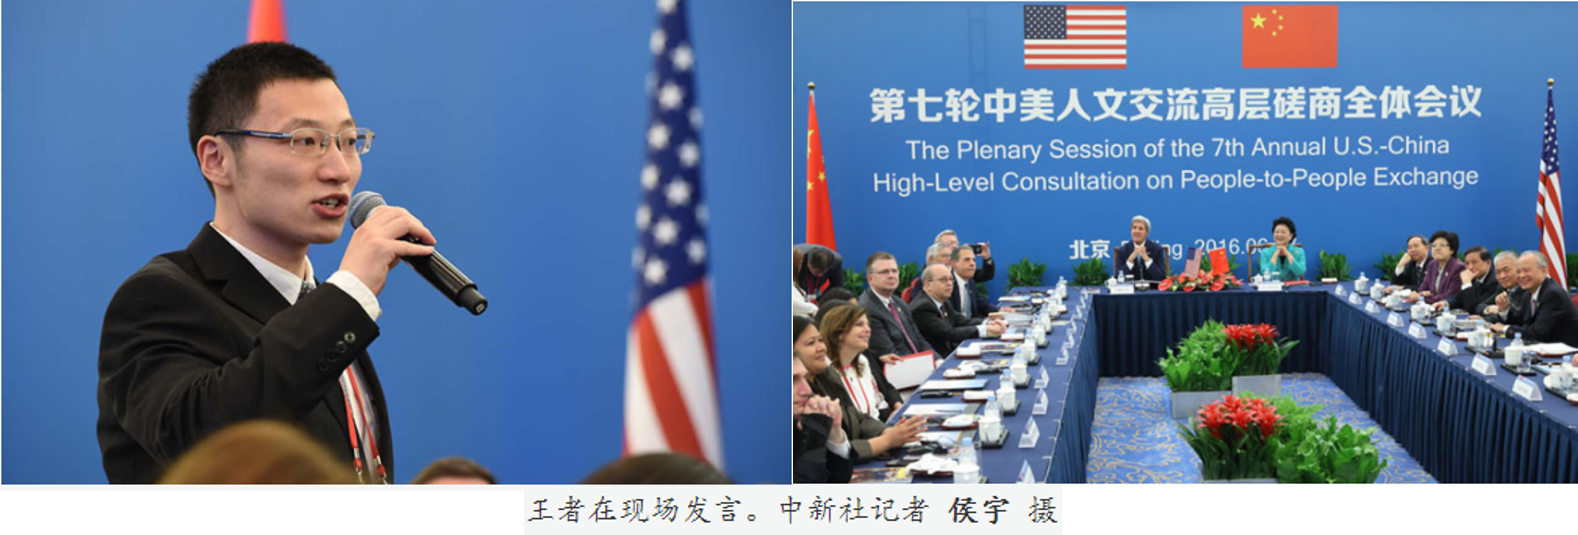 第七轮中美人文交流高层磋商全体会议
The Plenary Session of the 7th Annual U.S.-China
High-Level Consultation on People-to-People Exchange
北京
2016.06
王者在现场发言。中新社记者 侯宇 摄